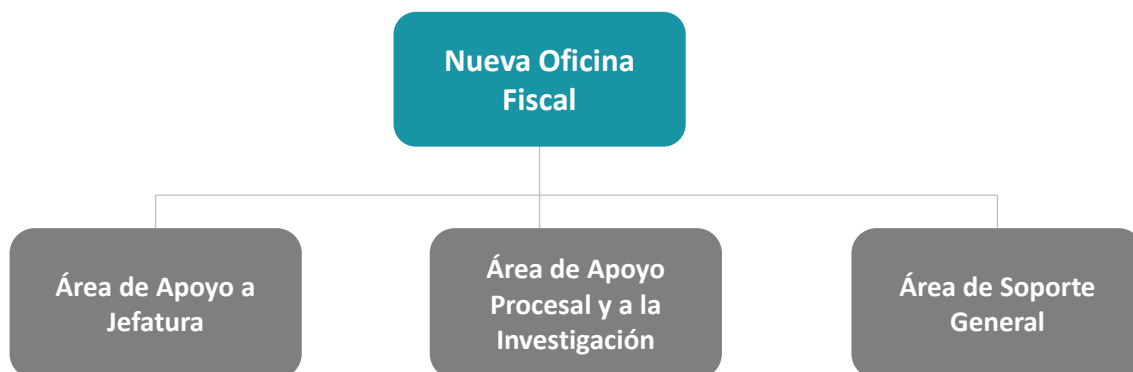 Nueva Oficina
Fiscal
Área de Apoyo a
Jefatura
Área de Apoyo
Procesal y a la
Investigación
Área de Soporte
General